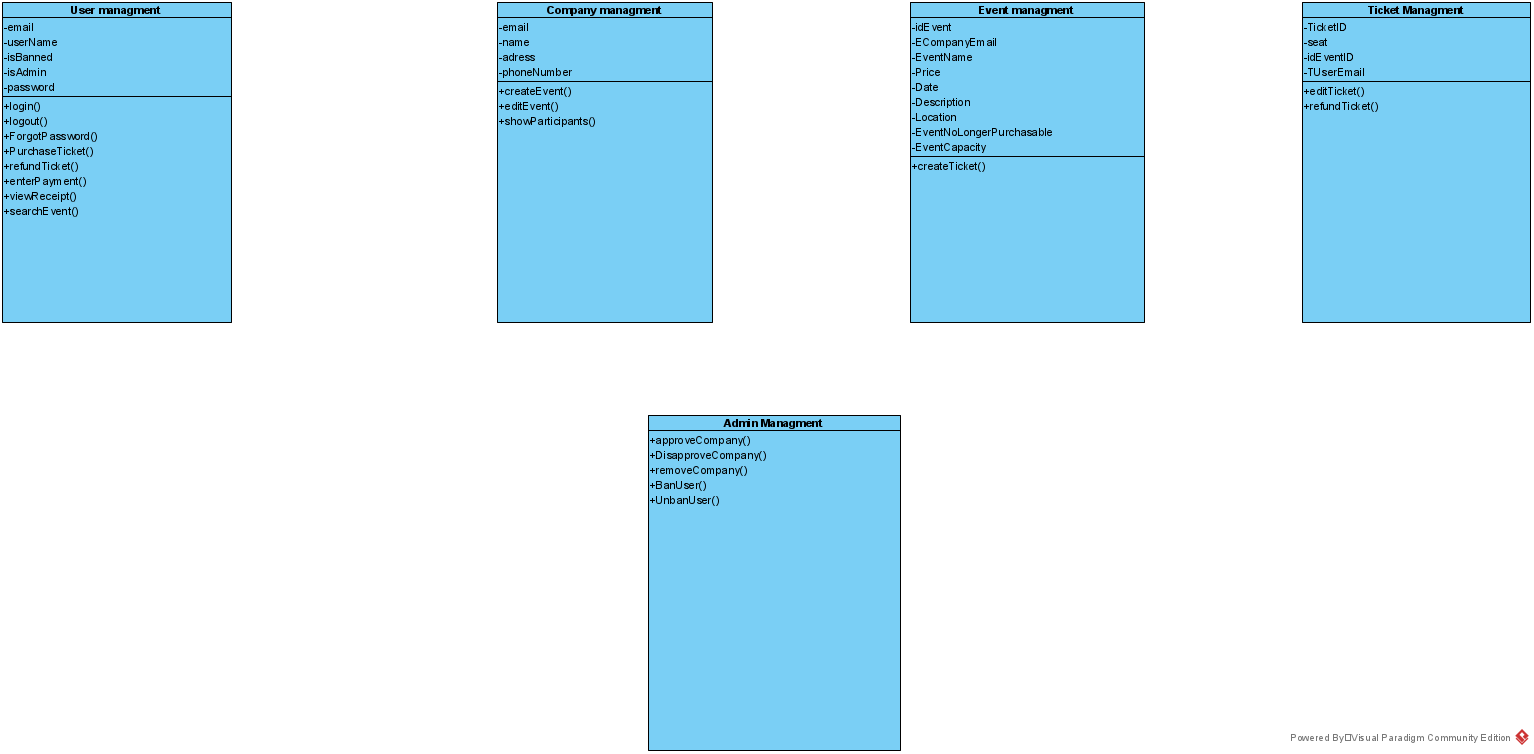 User managment
-email
-userName
-isBanned
-isAdmin
-password
+login()
+logout()
+ForgotPassword()
+PurchaseTicket()
+refundTicket()
+enterPayment()
+viewReceipt()
+searchEvent()
Company managment
-email
-name
-adress
-phoneNumber
+createEvent()
+editEvent()
+showParticipants()
Event managment
-idEvent
-ECompanyEmail
-EventName
-Price
-Date
-Description
-Location
-EventNoLongerPurchasable
-EventCapacity
+createTicket()
Ticket Managment
-TicketID
-seat
-idEventID
-TUserEmail
+editTicket()
+refundTicket()
Admin Managment
+approveCompany()
+DisapproveCompany()
+removeCompany()
+BanUser()
+UnbanUser()
Powered By▯Visual Paradigm Community Edition